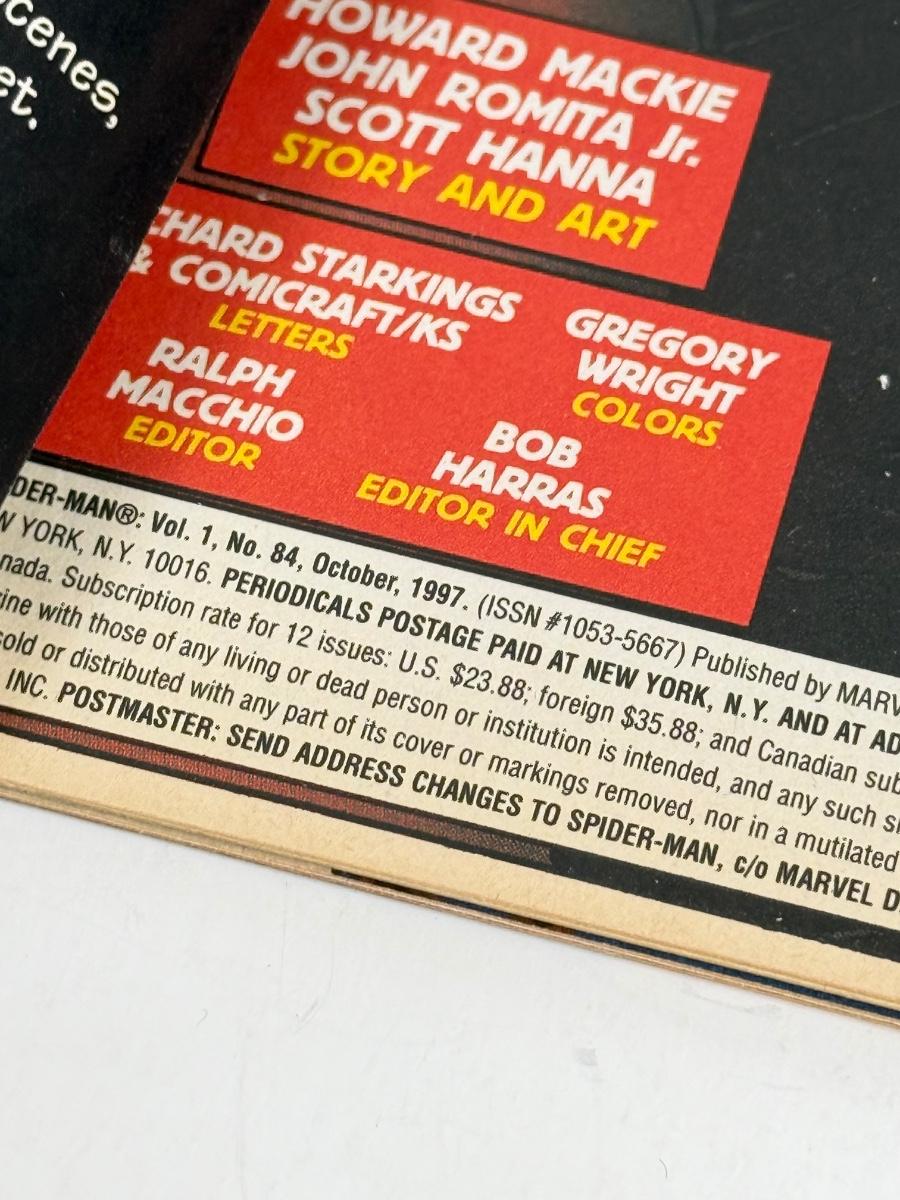 cenes,
et.
HOWARD MACKIE
JOHN ROMITA Jr.
SCOTT HANNA
STORY AND ART
CHARD STARKINGS
& COMICRAFT/KS
LETTERS
GREGORY
WRIGHT
COLORS
RALPH
MACCHIO
EDITOR
BOB
HARRAS
EDITOR IN CHIEF
DER-MAN®: Vol. 1, No. 84, October, 1997. (ISSN #1053-5667) Published by MARV
W YORK, N.Y. 10016. PERIODICALS POSTAGE PAID AT NEW YORK, N.Y. AND AT AD
nada. Subscription rate for 12 issues: U.S. $23.88; foreign $35.88; and Canadian sub
ine with those of any living or dead person or institution is intended, and any such si
sold or distributed with any part of its cover or markings removed, nor in a mutilated
INC. POSTMASTER: SEND ADDRESS CHANGES TO SPIDER-MAN, c/o MARVEL D